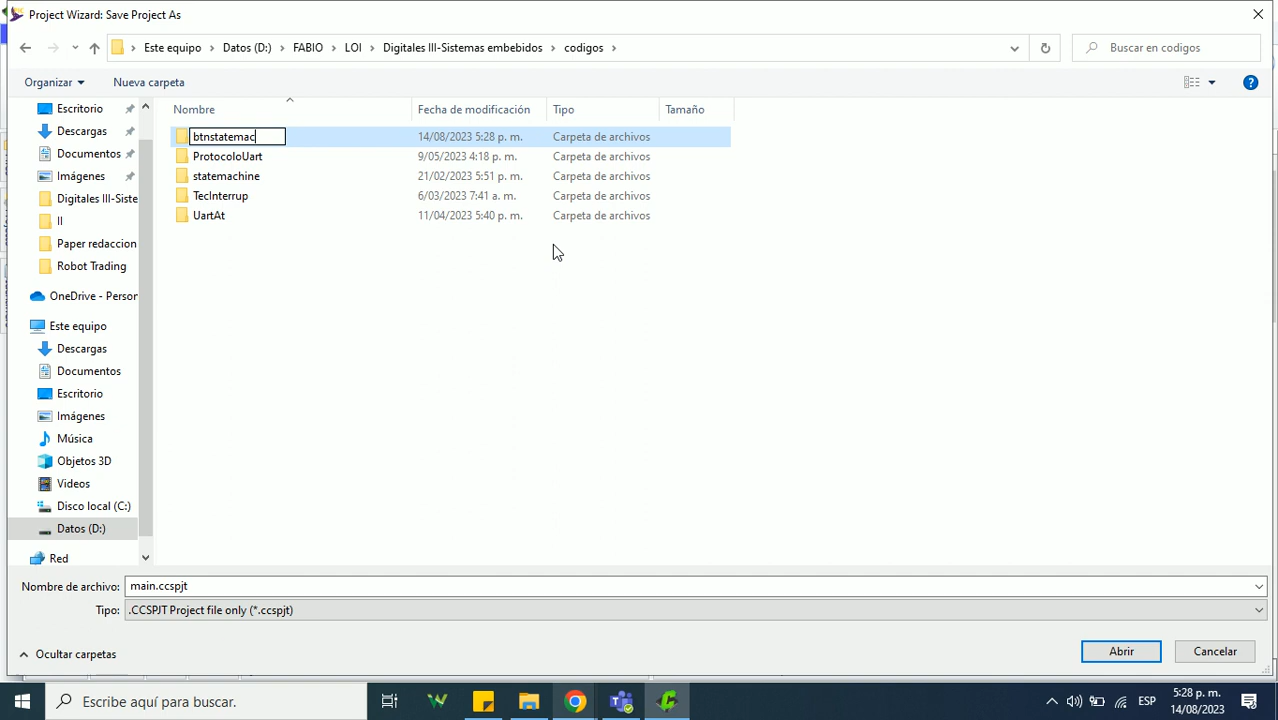 Project Wizard: Save Project As
Este equipo Datos (D:) FABIO LOI Digitales III-Sistemas embebidos codigos
Buscar en codigos
Organizar Nueva carpeta
Nombre Fecha de modificación Tipo Tamaño
btnstatemac 14/08/2023 5:28 p. m. Carpeta de archivos
ProtocoloUart 9/05/2023 4:18 p. m. Carpeta de archivos
statemachine 21/02/2023 5:51 p. m. Carpeta de archivos
TecInterrup 6/03/2023 7:41 a. m. Carpeta de archivos
UartAt 11/04/2023 5:40 p. m. Carpeta de archivos
Escritorio
Descargas
Documentos
Imágenes
Digitales III-Siste
II
Paper redaccion
Robot Trading
OneDrive - Person
Este equipo
Descargas
Documentos
Escritorio
Imágenes
Música
Objetos 3D
Videos
Disco local (C:)
Datos (D:)
Red
Nombre de archivo: main.ccspjt
Tipo: .CCSPJT Project file only (*.ccspjt)
Ocultar carpetas
Abrir Cancelar
Escribe aquí para buscar.
ESP
5:28 p. m.
14/08/2023